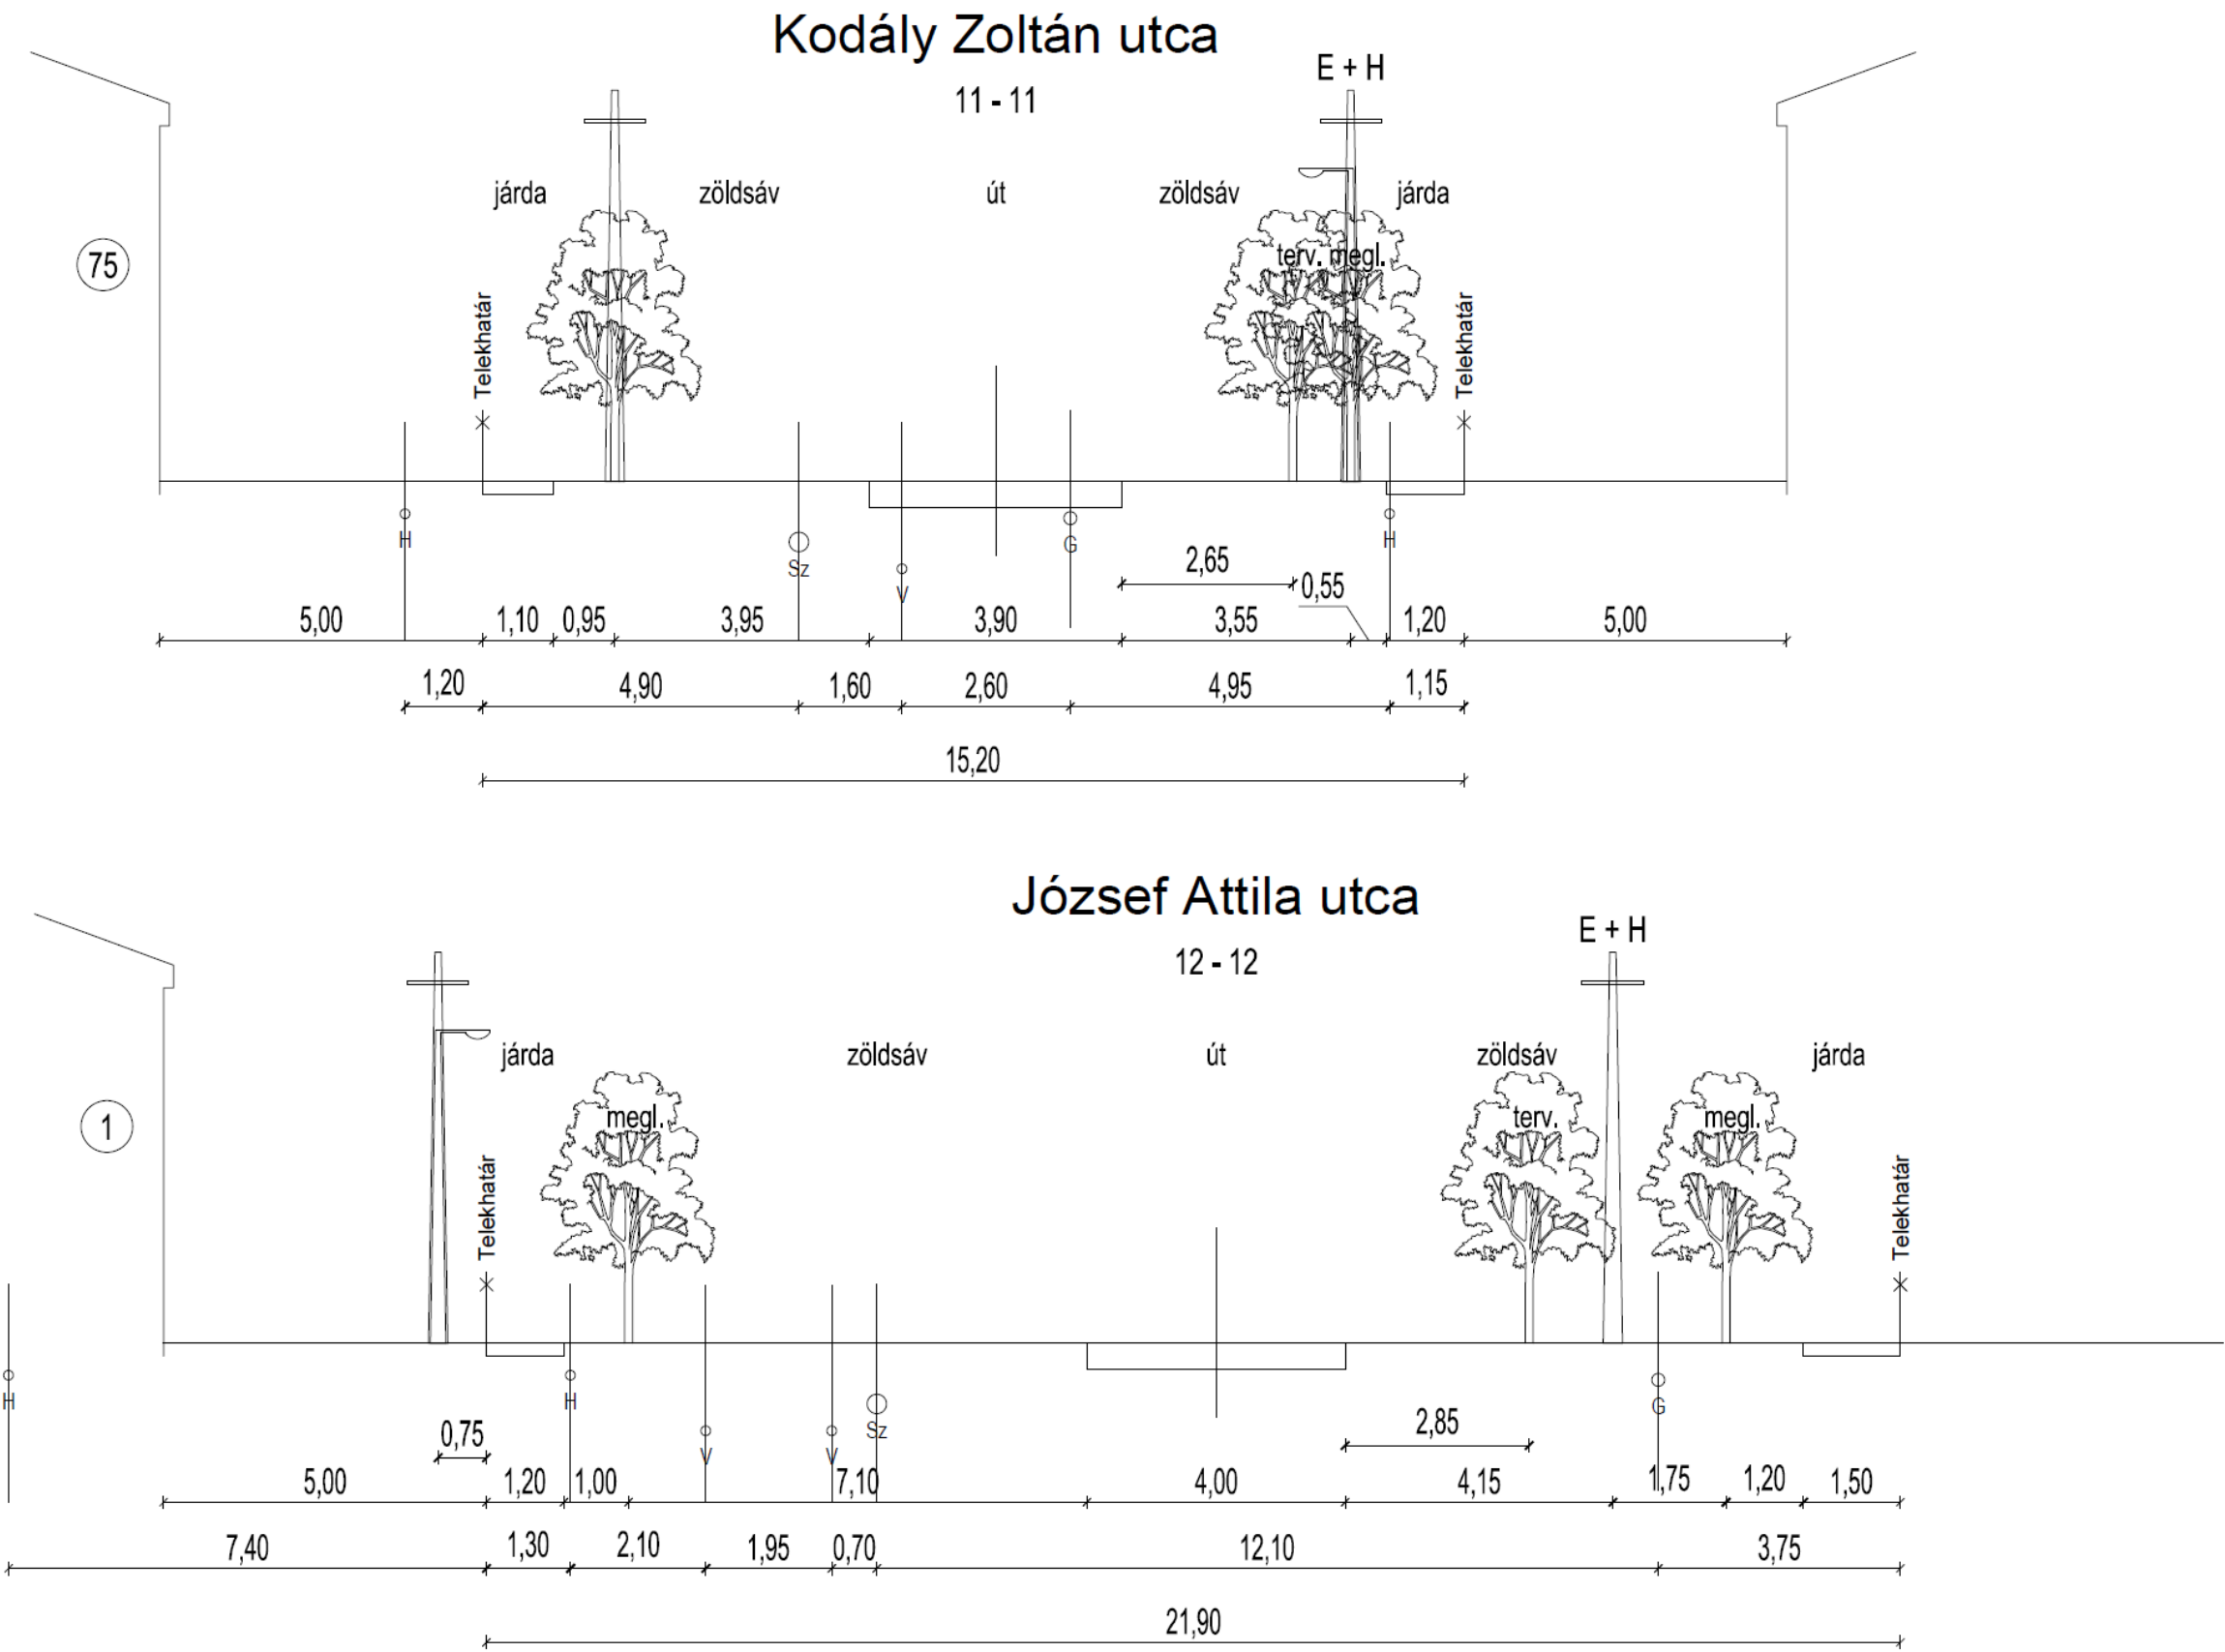 Kodály Zoltán utca
11 - 11
E + H
járda
zöldsáv
út
zöldsáv
járda
terv. megl.
75
Telekhatár
Telekhatár
H
Sz
V
G
H
2,65
0,55
5,00
1,10
0,95
3,95
3,90
3,55
1,20
5,00
1,20
4,90
1,60
2,60
4,95
1,15
15,20
József Attila utca
12 - 12
E + H
járda
zöldsáv
út
zöldsáv
járda
megl.
terv.
megl.
1
Telekhatár
Telekhatár
H
H
V
V
Sz
G
0,75
2,85
5,00
1,20
1,00
7,10
4,00
4,15
1,75
1,20
1,50
7,40
1,30
2,10
1,95
0,70
12,10
3,75
21,90